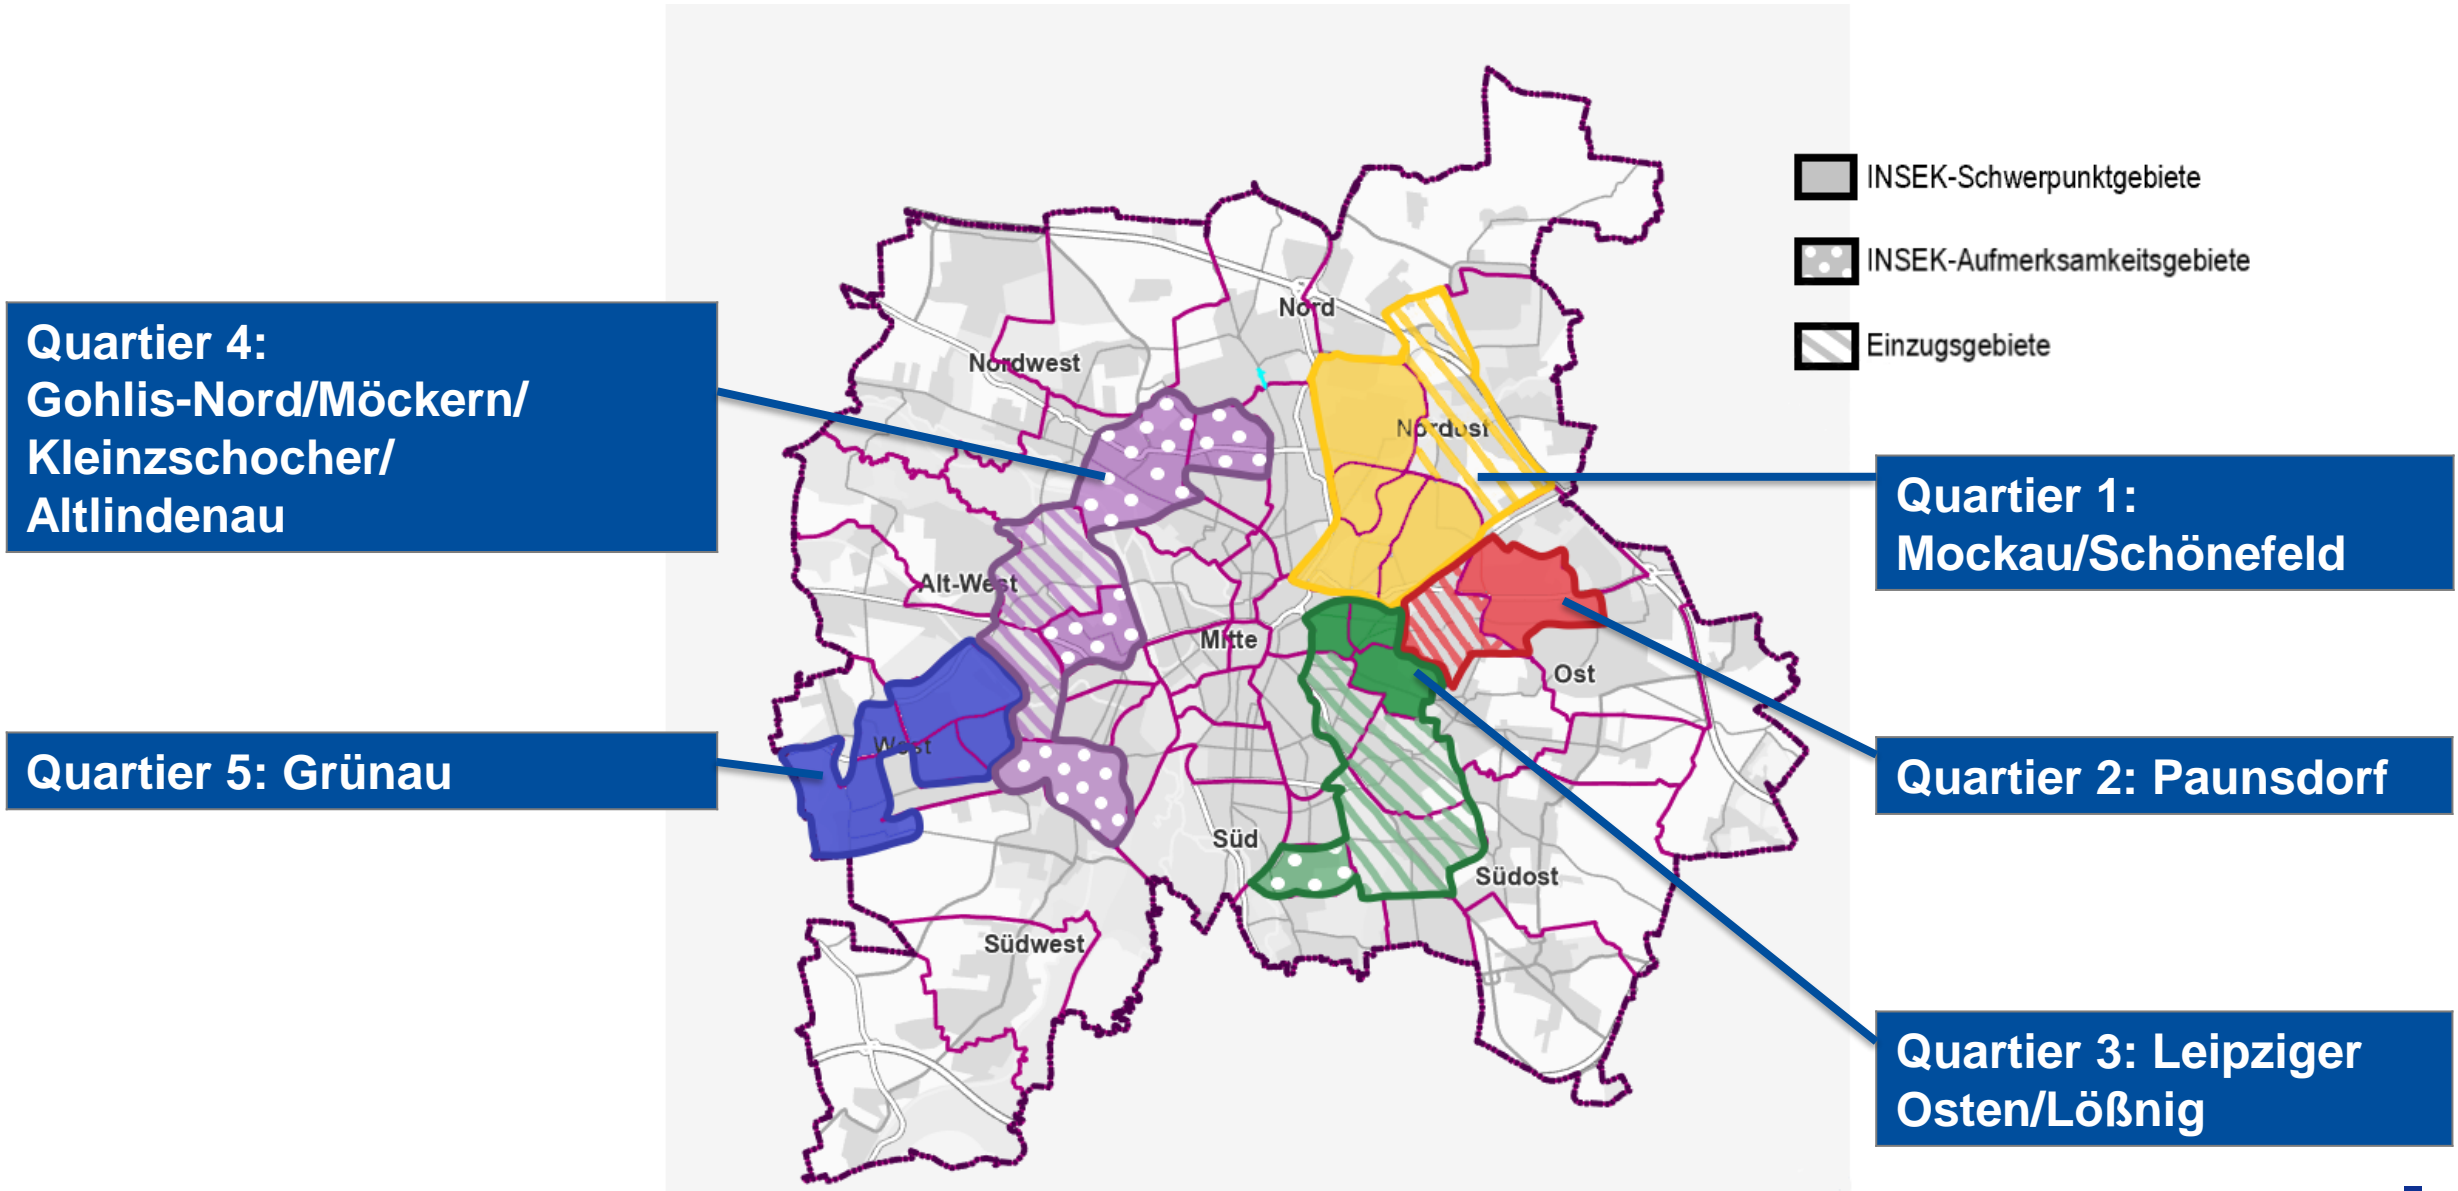 INSEK-Schwerpunktgebiete
INSEK-Aufmerksamkeitsgebiete
Einzugsgebiete
Quartier 4:
Gohlis-Nord/Möckern/
Kleinzschocher/
Altlindenau
Quartier 5: Grünau
Nord
Nordwest
Nordost
Alt-West
Mitte
Ost
West
Süd
Südost
Südwest
Quartier 1:
Mockau/Schönefeld
Quartier 2: Paunsdorf
Quartier 3: Leipziger
Osten/Lößnig